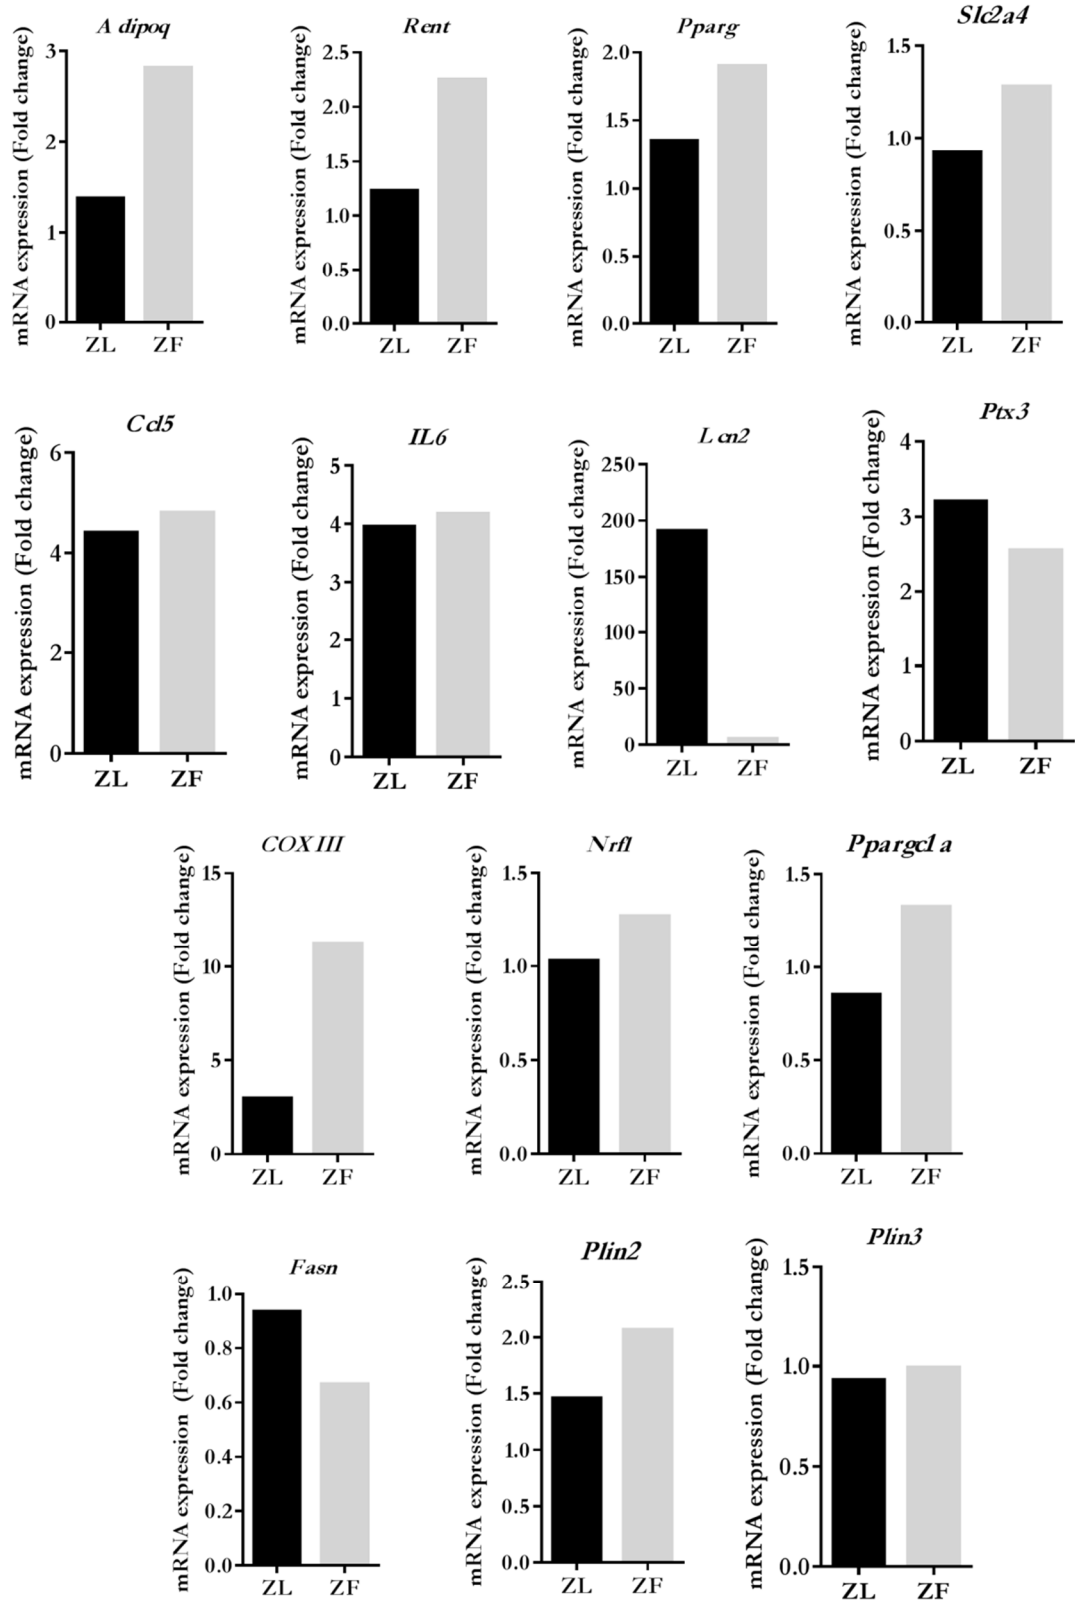 A dipoq
mRNA expression (Fold change)
3
2
1
0
ZL ZF
Rent
mRNA expression (Fold change)
2.5
2.0
1.5
1.0
0.5
0.0
ZL ZF
Pparg
mRNA expression (Fold change)
2.0
1.5
1.0
0.5
0.0
ZL ZF
Slc2a4
mRNA expression (Fold change)
1.5
1.0
0.5
0.0
ZL ZF
Ccl5
mRNA expression (Fold change)
6
4
2
0
ZL ZF
IL6
mRNA expression (Fold change)
5
4
3
2
1
0
ZL ZF
Lcn2
mRNA expression (Fold change)
250
200
150
100
50
0
ZL ZF
Ptx3
mRNA expression (Fold change)
4
3
2
1
0
ZL ZF
COX III
mRNA expression (Fold change)
15
10
5
0
ZL ZF
Nrf1
mRNA expression (Fold change)
1.5
1.0
0.5
0.0
ZL ZF
Ppargc1a
mRNA expression (Fold change)
1.5
1.0
0.5
0.0
ZL ZF
Fasn
mRNA expression (Fold change)
1.0
0.8
0.6
0.4
0.2
0.0
ZL ZF
Plin2
mRNA expression (Fold change)
2.5
2.0
1.5
1.0
0.5
0.0
ZL ZF
Plin3
mRNA expression (Fold change)
1.5
1.0
0.5
0.0
ZL ZF